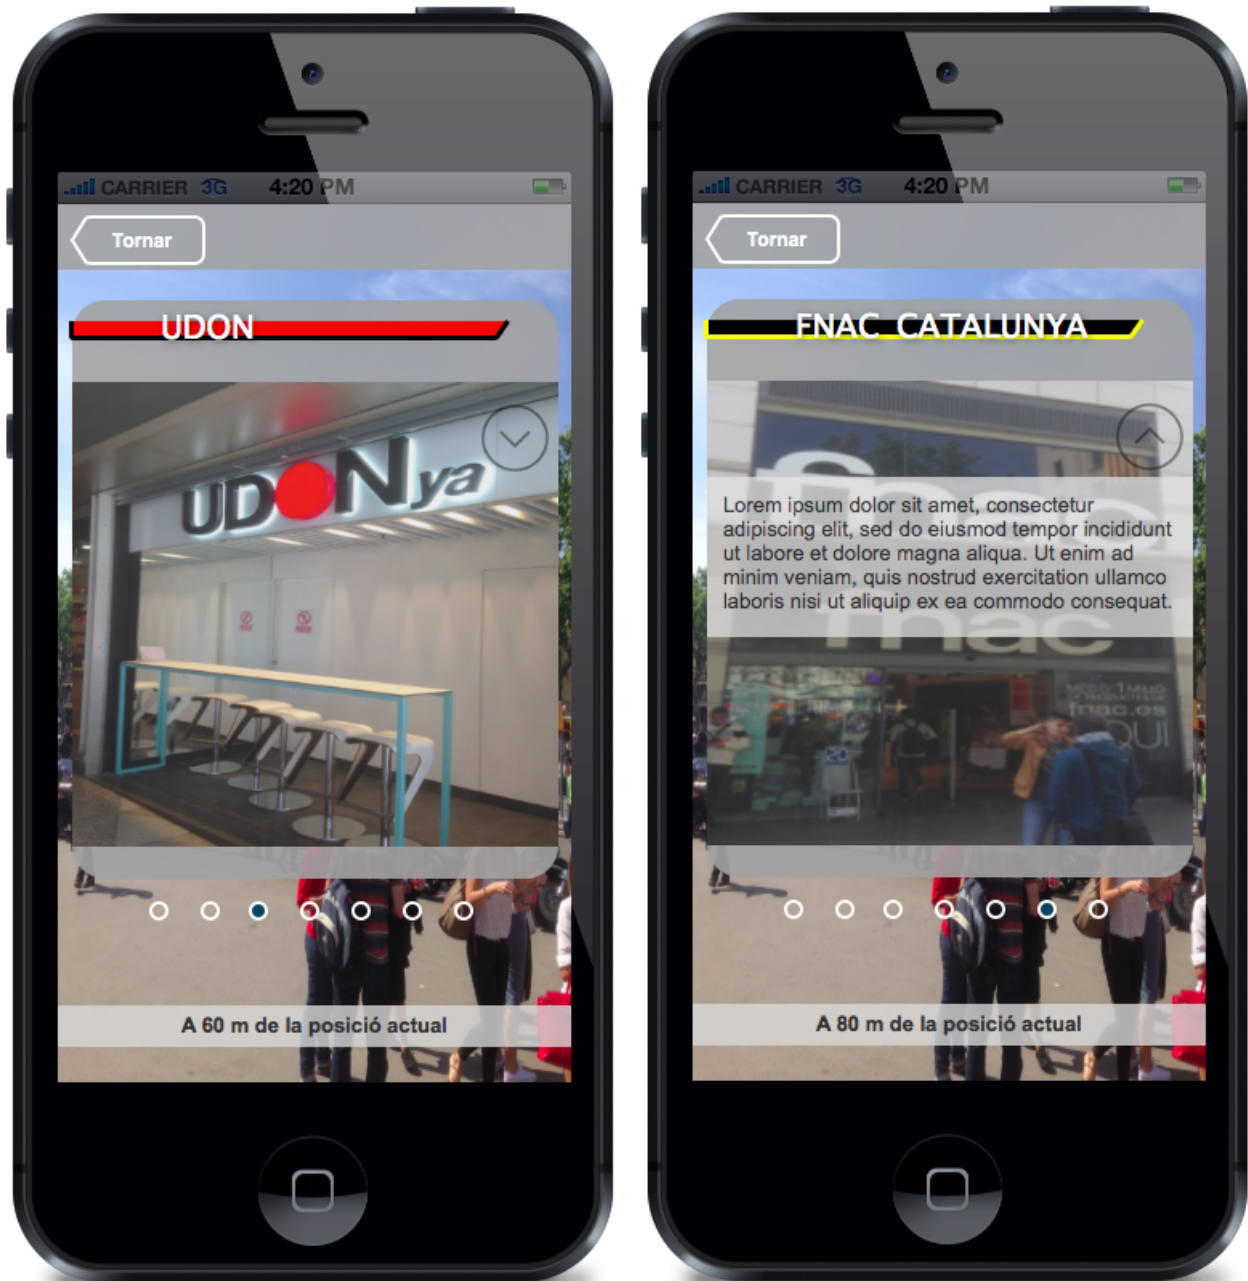 CARRIER 3G 4:20 PM
Tornar
UDON
UDONya
A 60 m de la posició actual
CARRIER 3G 4:20 PM
Tornar
FNAC CATALUNYA
fnac
Lorem ipsum dolor sit amet, consectetur
adipiscing elit, sed do eiusmod tempor incididunt
ut labore et dolore magna aliqua. Ut enim ad
minim veniam, quis nostrud exercitation ullamco
laboris nisi ut aliquip ex ea commodo consequat.
fnac
fnac.es
20
A 80 m de la posició actual